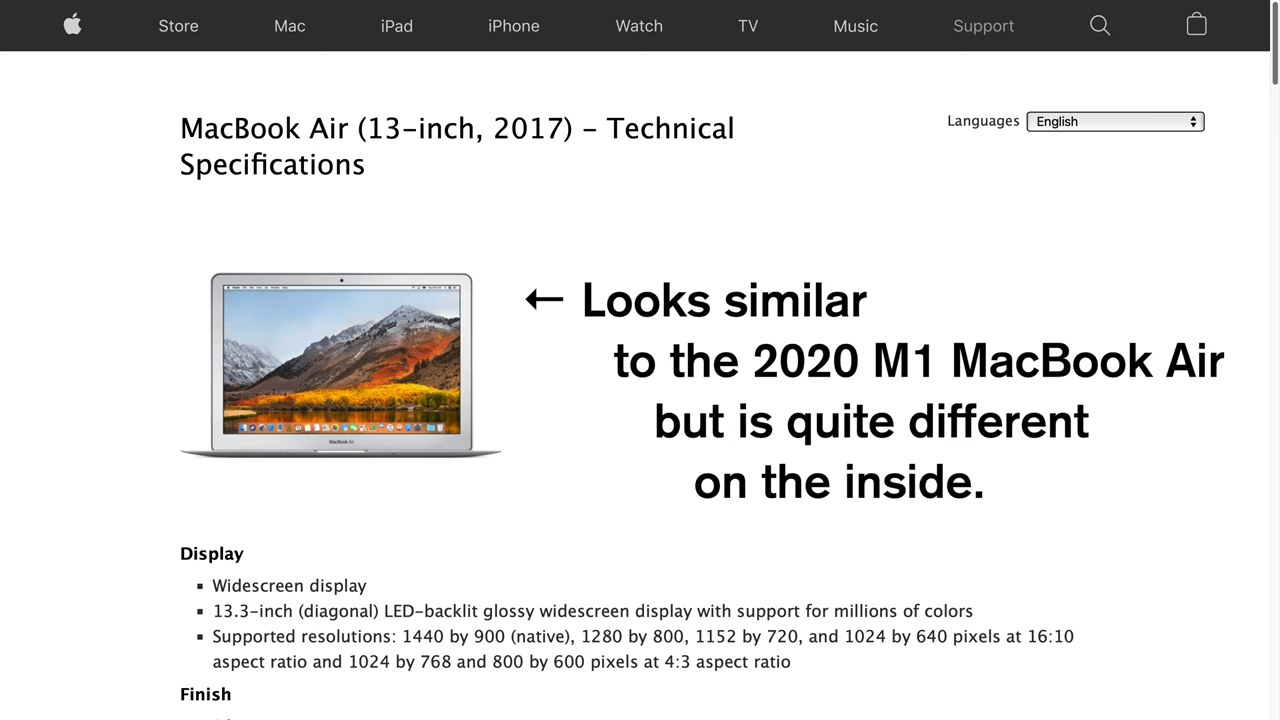 Store Mac iPad iPhone Watch TV Music Support
MacBook Air (13-inch, 2017) - Technical
Specifications
Languages English
← Looks similar
to the 2020 M1 MacBook Air
but is quite different
on the inside.
MacBook Air
Display
▪ Widescreen display
▪ 13.3-inch (diagonal) LED-backlit glossy widescreen display with support for millions of colors
▪ Supported resolutions: 1440 by 900 (native), 1280 by 800, 1152 by 720, and 1024 by 640 pixels at 16:10
aspect ratio and 1024 by 768 and 800 by 600 pixels at 4:3 aspect ratio
Finish